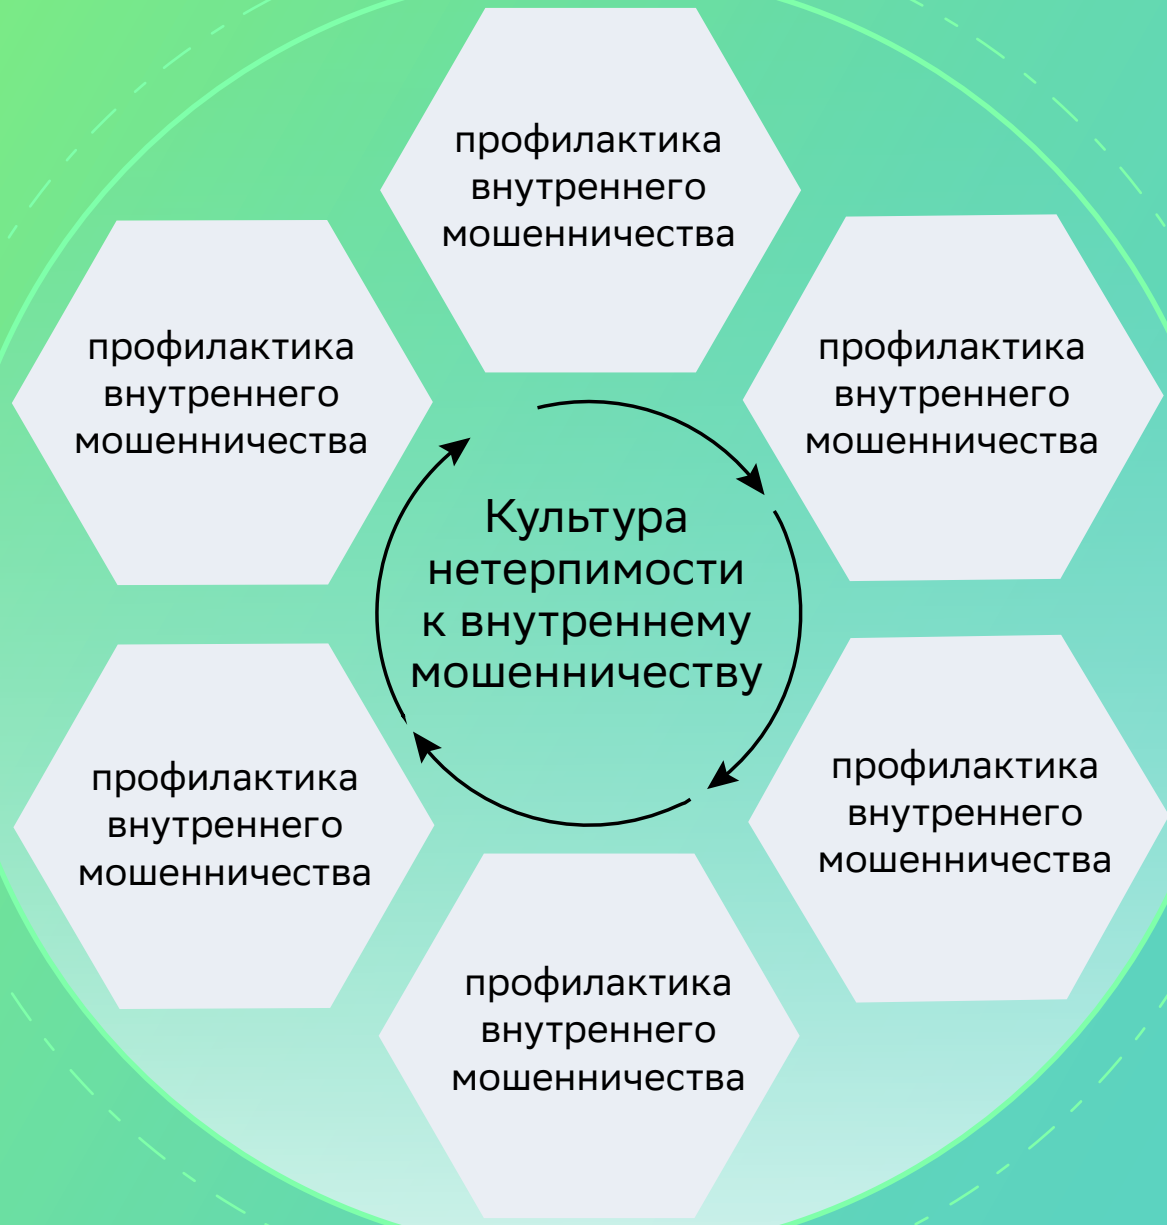 профилактика
внутреннего
мошенничества
профилактика
внутреннего
мошенничества
профилактика
внутреннего
мошенничества
Культура
нетерпимости
к внутреннему
мошенничеству
профилактика
внутреннего
мошенничества
профилактика
внутреннего
мошенничества
профилактика
внутреннего
мошенничества